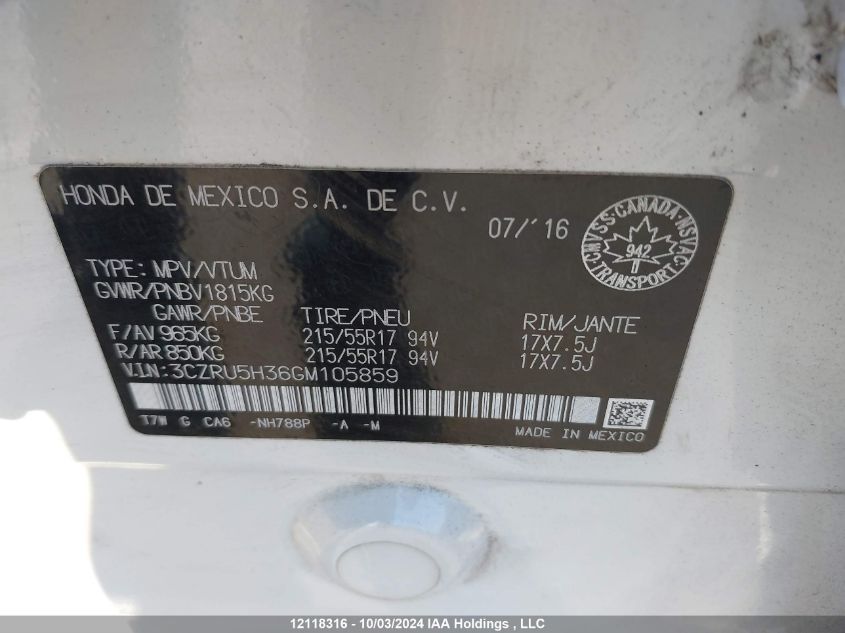 HONDA DE MEXICO S.A. DE C.V.
07/'16
CMVSS·CANADA·NSVAC
942
TRANSPORT
TYPE: MPV/VTUM
GVWR/PNBV1815KG
GAWR/PNBE TIRE/PNEU RIM/JANTE
F/AV 965KG 215/55R17 94V 17X7.5J
R/AR 850KG 215/55R17 94V 17X7.5J
V.I.N: 3CZRU5H36GM105859
T7W G CA6 -NH788P -A -M
MADE IN MEXICO
12118316 - 10/03/2024 IAA Holdings , LLC